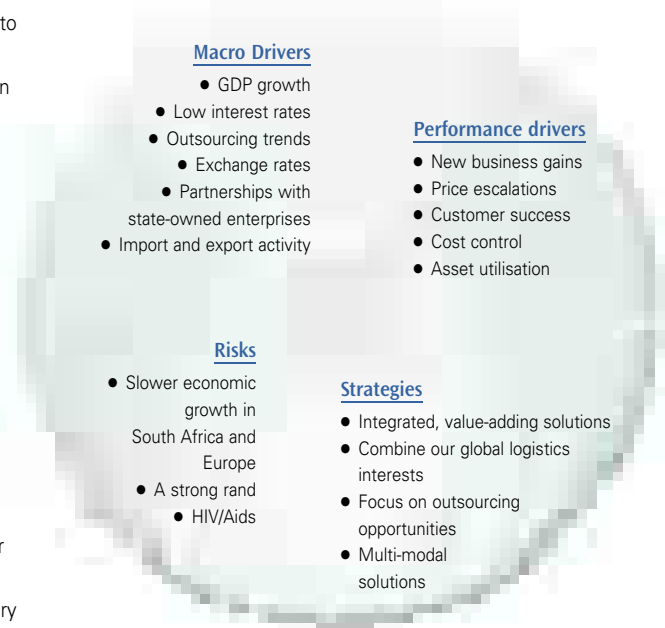 to
n
Macro Drivers
● GDP growth
● Low interest rates
● Outsourcing trends
● Exchange rates
● Partnerships with
state-owned enterprises
● Import and export activity
Performance drivers
● New business gains
● Price escalations
● Customer success
● Cost control
● Asset utilisation
Risks
● Slower economic
growth in
South Africa and
Europe
● A strong rand
● HIV/Aids
Strategies
● Integrated, value-adding solutions
● Combine our global logistics
interests
● Focus on outsourcing
opportunities
● Multi-modal
solutions
r
ry